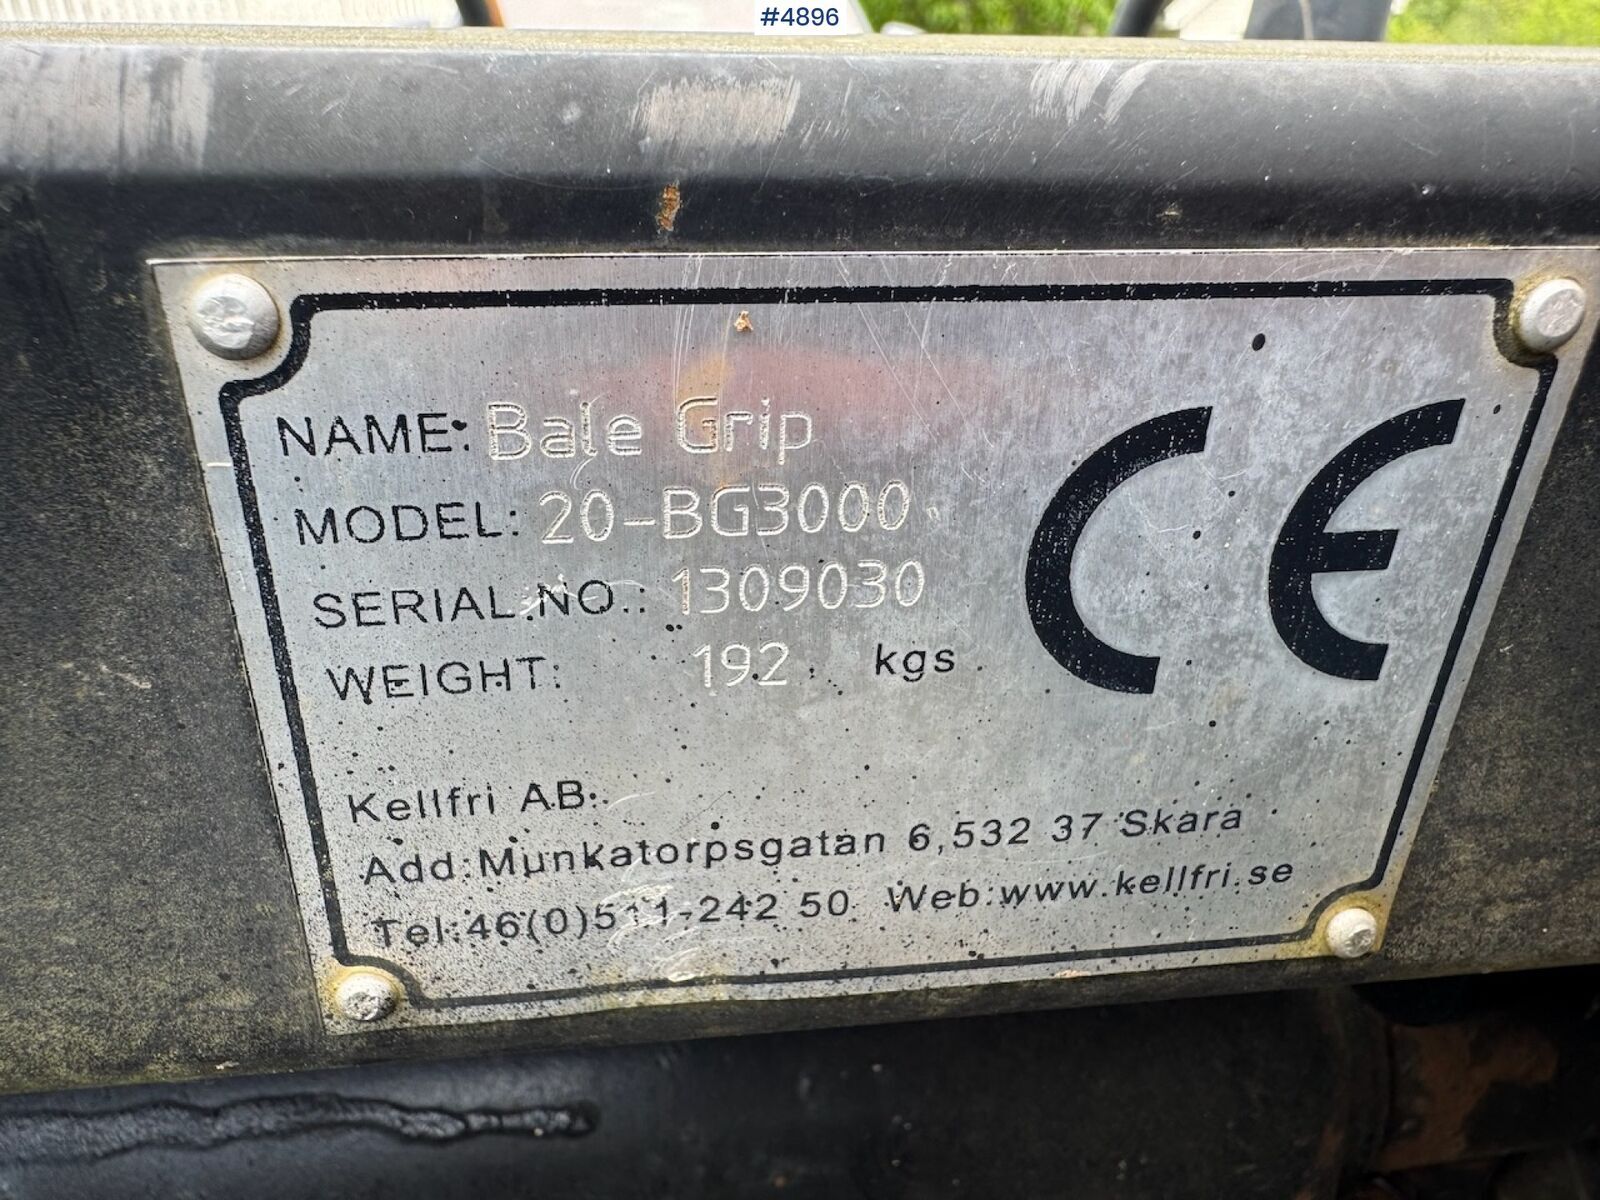 #4896
NAME: Bale Grip
MODEL: 20-BG3000
SERIAL NO.: 1309030
WEIGHT: 192 kgs
CE
Kellfri AB
Add:Munkatorpsgatan 6,532 37 Skara
Tel:46(0)511-242 50 Web:www.kellfri.se